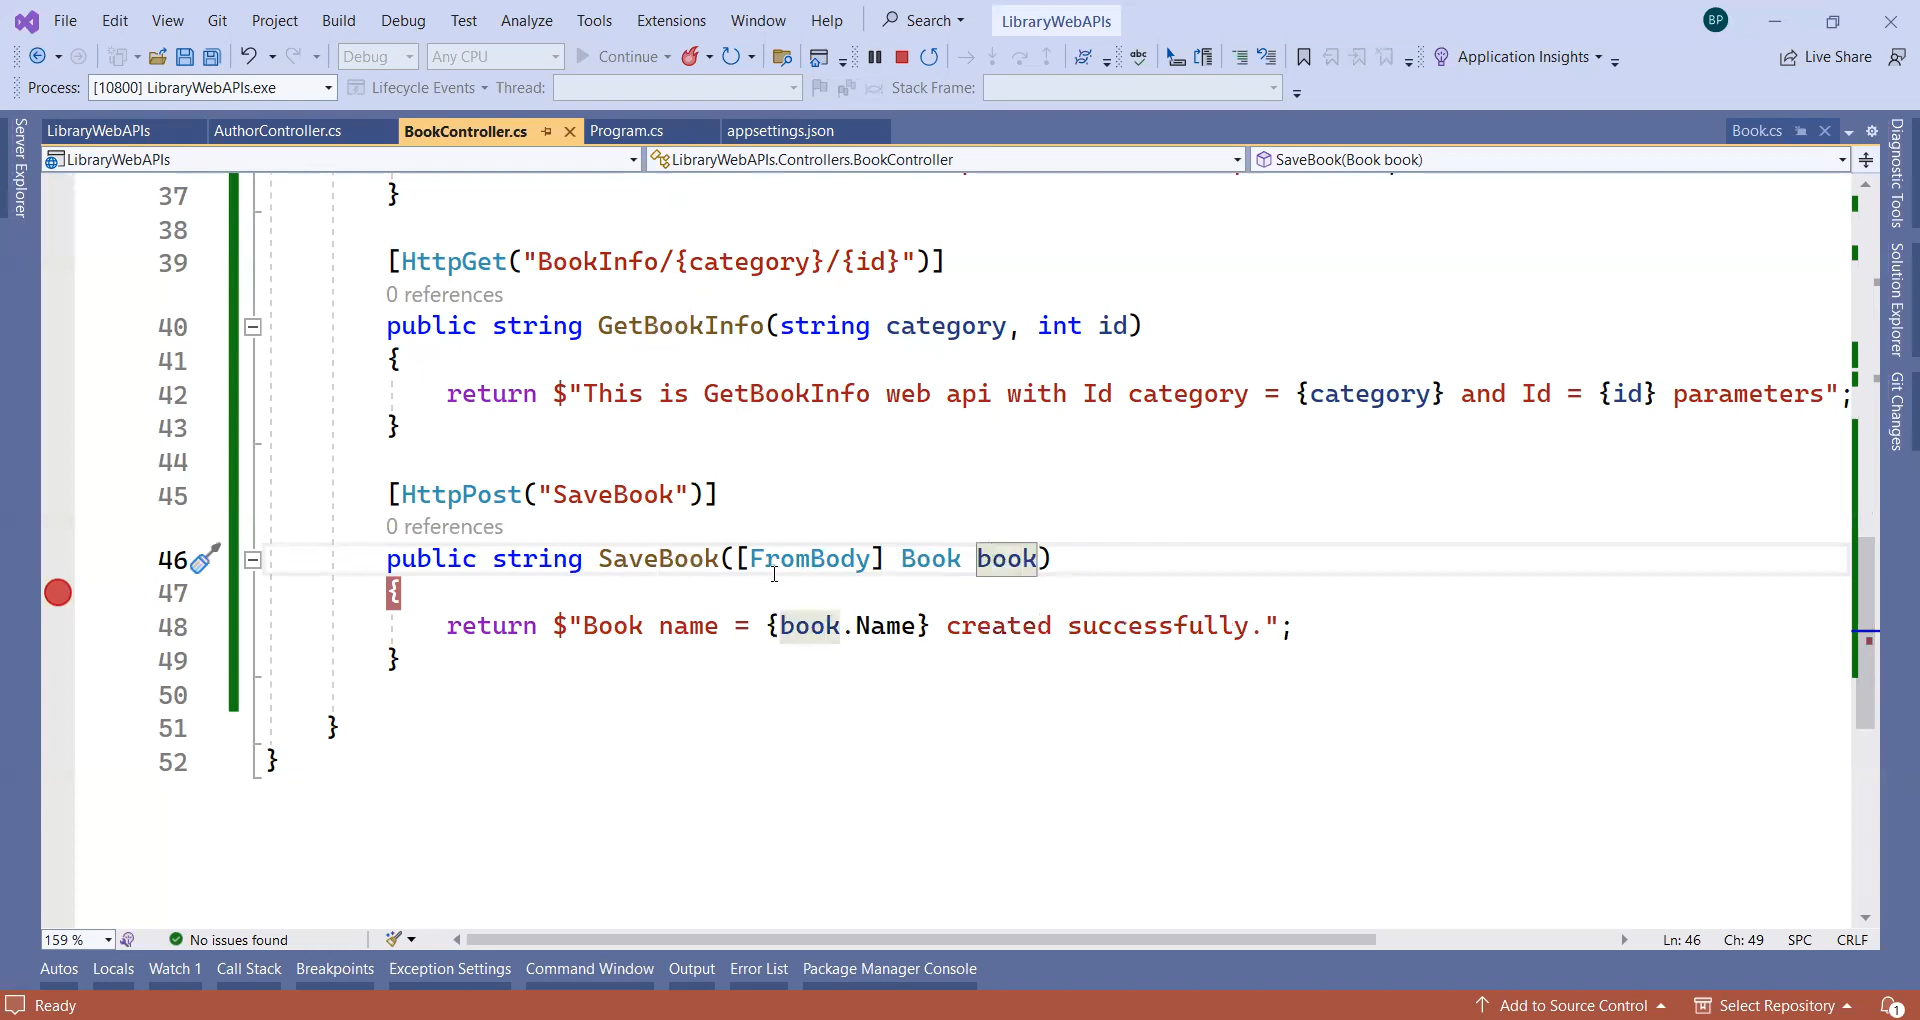 File Edit View Git Project Build Debug Test Analyze Tools Extensions Window Help Search LibraryWebAPIs BP
Debug Any CPU Continue Application Insights Live Share
Process: [10800] LibraryWebAPIs.exe Lifecycle Events Thread: Stack Frame:
LibraryWebAPIs AuthorController.cs BookController.cs Program.cs appsettings.json Book.cs
LibraryWebAPIs LibraryWebAPIs.Controllers.BookController SaveBook(Book book)
Server Explorer
Diagnostic Tools
Solution Explorer
Git Changes
37 }
38
39 [HttpGet("BookInfo/{category}/{id}")]
0 references
40 public string GetBookInfo(string category, int id)
41 {
42 return $"This is GetBookInfo web api with Id category = {category} and Id = {id} parameters";
43 }
44
45 [HttpPost("SaveBook")]
0 references
46 public string SaveBook([FromBody] Book book)
47 {
48 return $"Book name = {book.Name} created successfully.";
49 }
50
51 }
52 }
159 % No issues found Ln: 46 Ch: 49 SPC CRLF
Autos Locals Watch 1 Call Stack Breakpoints Exception Settings Command Window Output Error List Package Manager Console
Ready Add to Source Control Select Repository 1